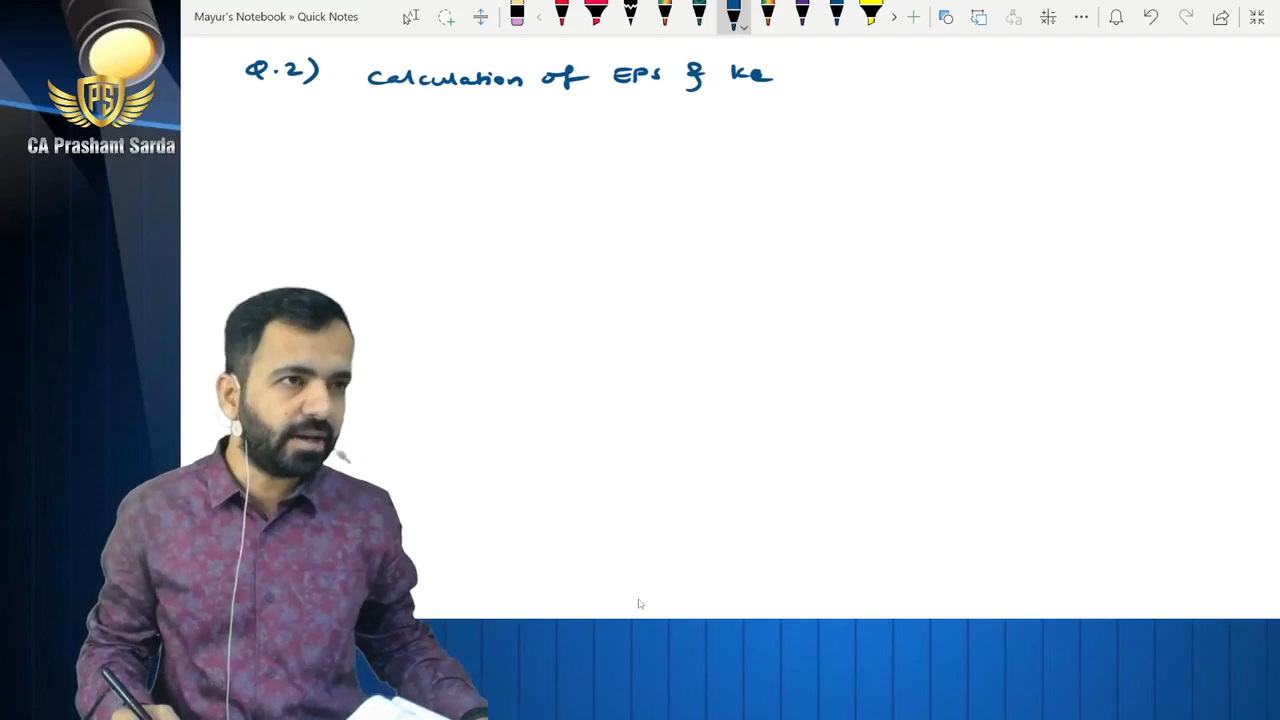 Mayur's Notebook » Quick Notes
Q.2) Calculation of EPS & ke
PS
CA Prashant Sarda